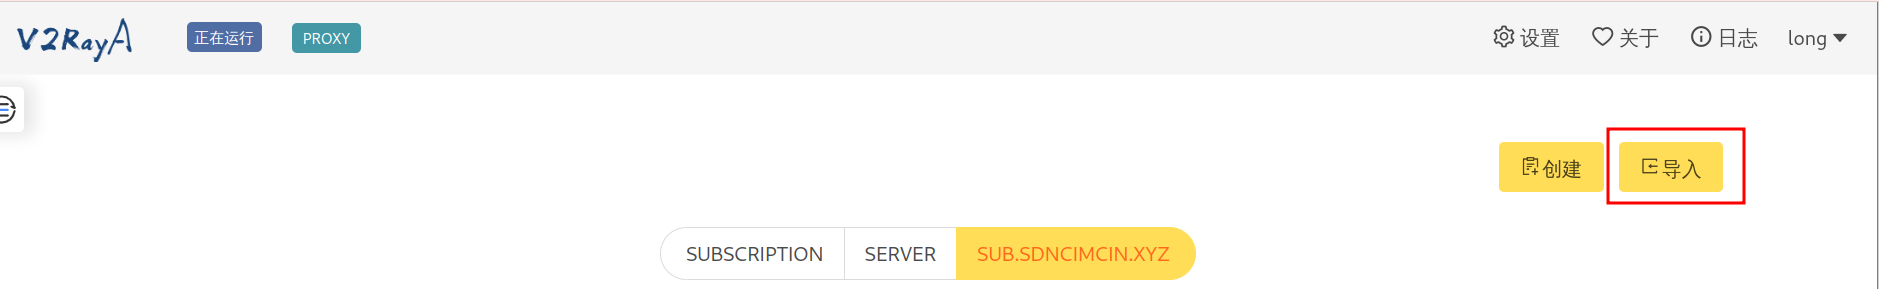 V2RayA 正在运行 PROXY 设置 关于 日志 long
创建 导入
SUBSCRIPTION SERVER SUB.SDNCIMCIN.XYZ